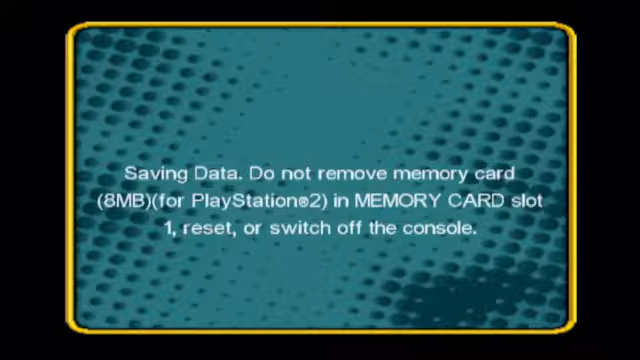 Saving Data. Do not remove memory card
(8MB)(for PlayStation®2) in MEMORY CARD slot
1, reset, or switch off the console.